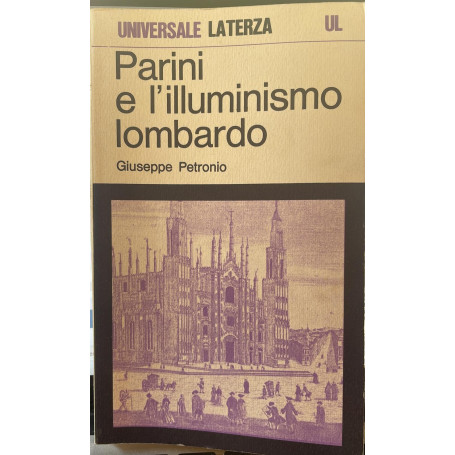 UNIVERSALE LATERZA UL
Parini
e l'illuminismo
lombardo
Giuseppe Petronio